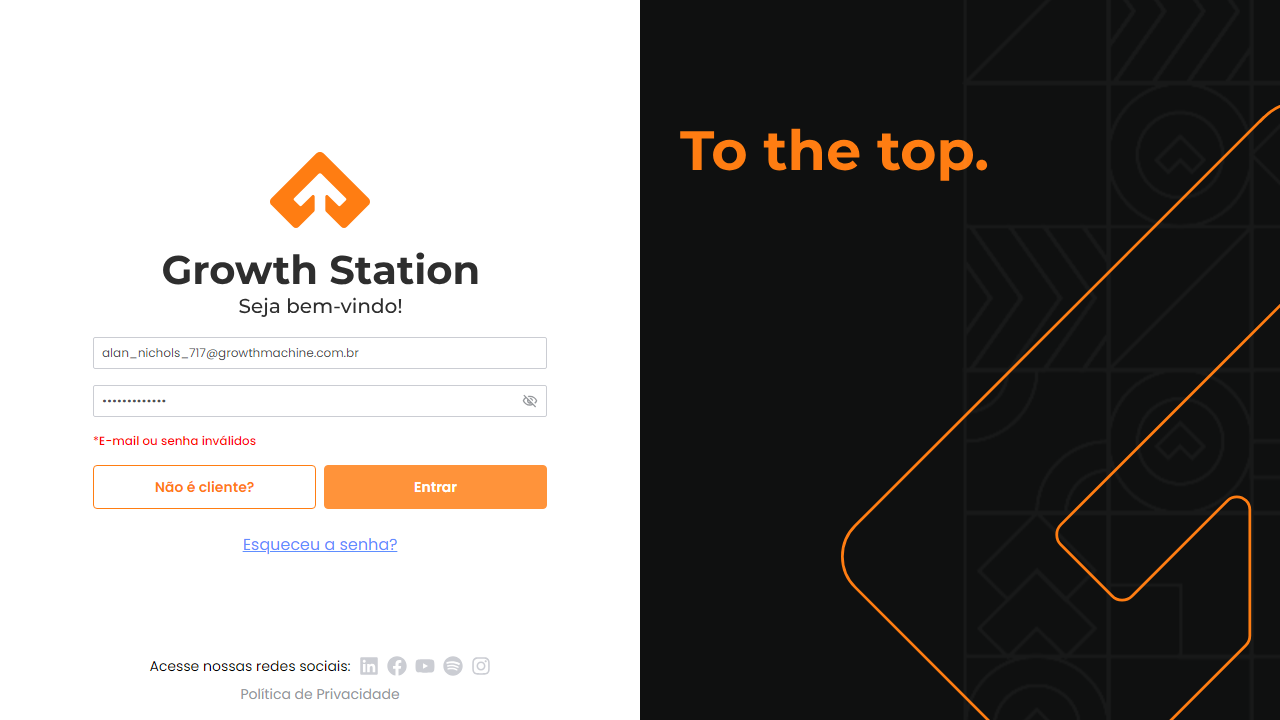 Growth Station
Seja bem-vindo!
alan_nichols_717@growthmachine.com.br
•••••••••••••
*E-mail ou senha inválidos
Não é cliente?
Entrar
Esqueceu a senha?
Acesse nossas redes sociais:
Política de Privacidade
To the top.